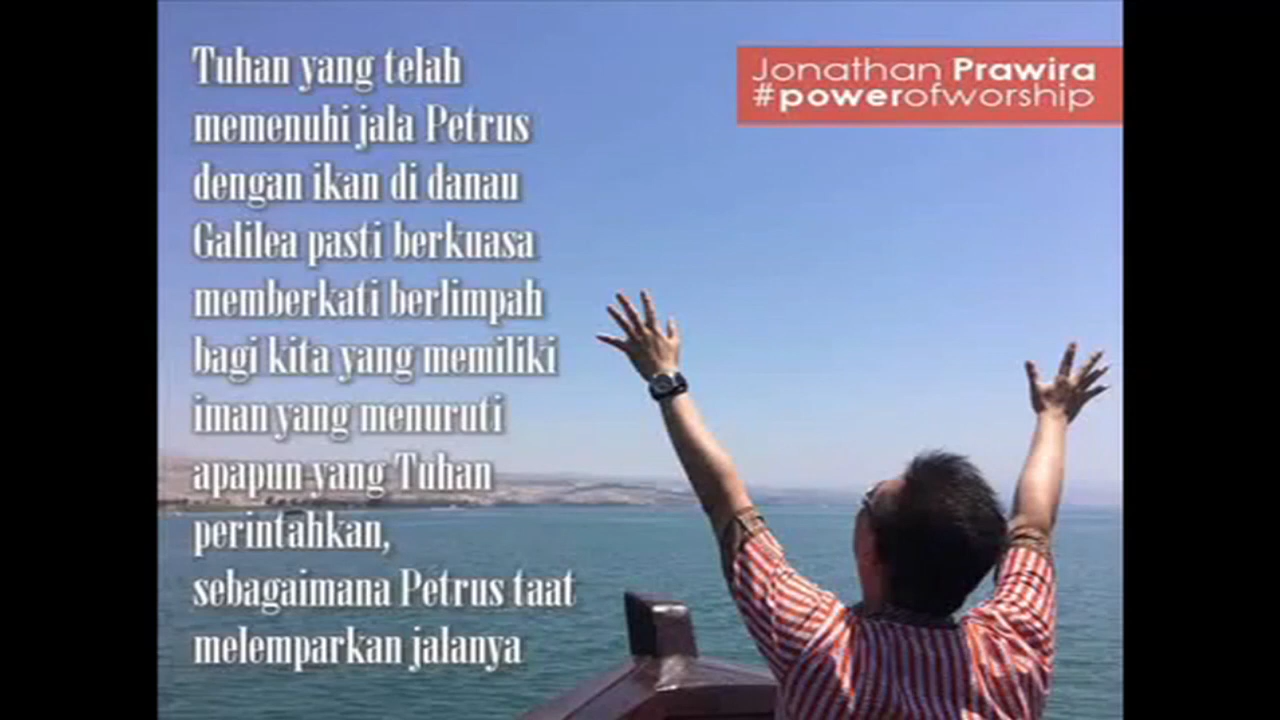 Tuhan yang telah
memenuhi jala Petrus
dengan ikan di danau
Galilea pasti berkuasa
memberkati berlimpah
bagi kita yang memiliki
iman yang menuruti
apapun yang Tuhan
perintahkan,
sebagaimana Petrus taat
melemparkan jalanya
Jonathan Prawira
#powerofworship